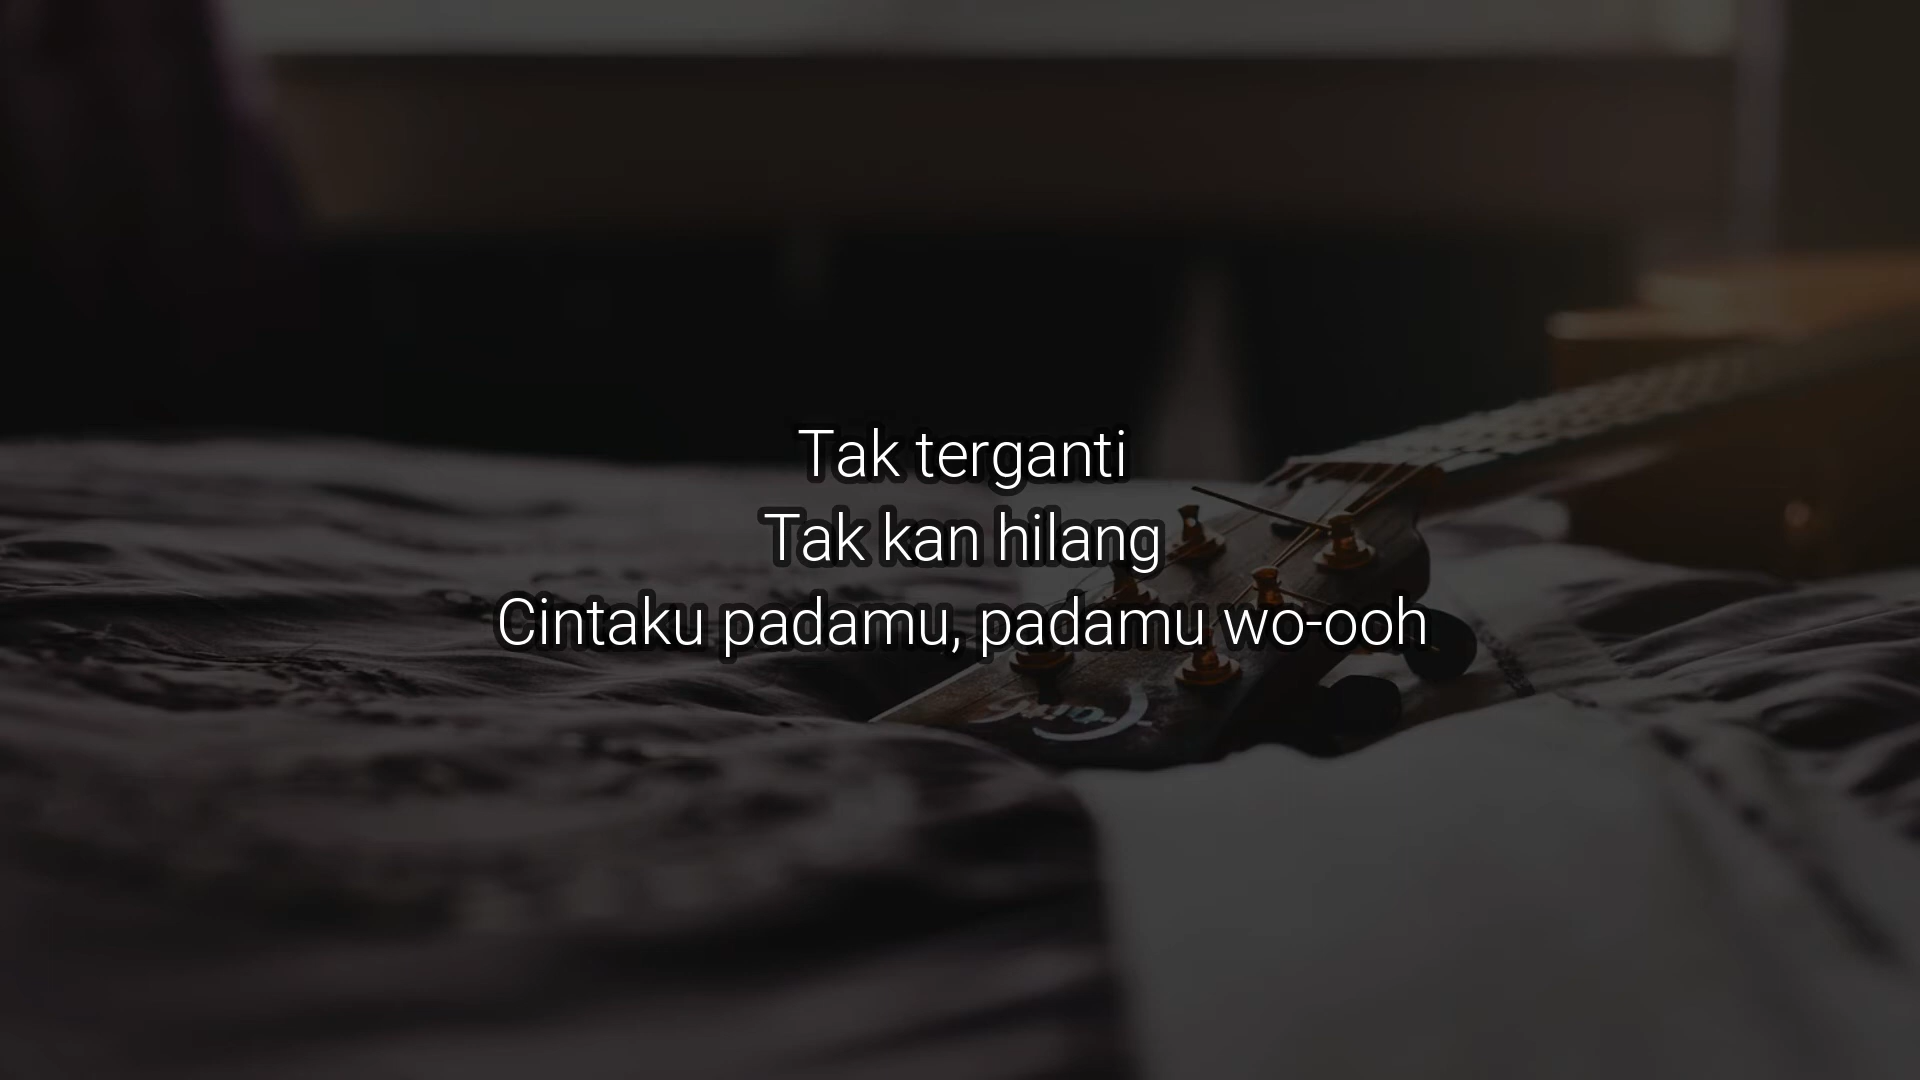 Tak terganti
Tak kan hilang
Cintaku padamu, padamu wo-ooh